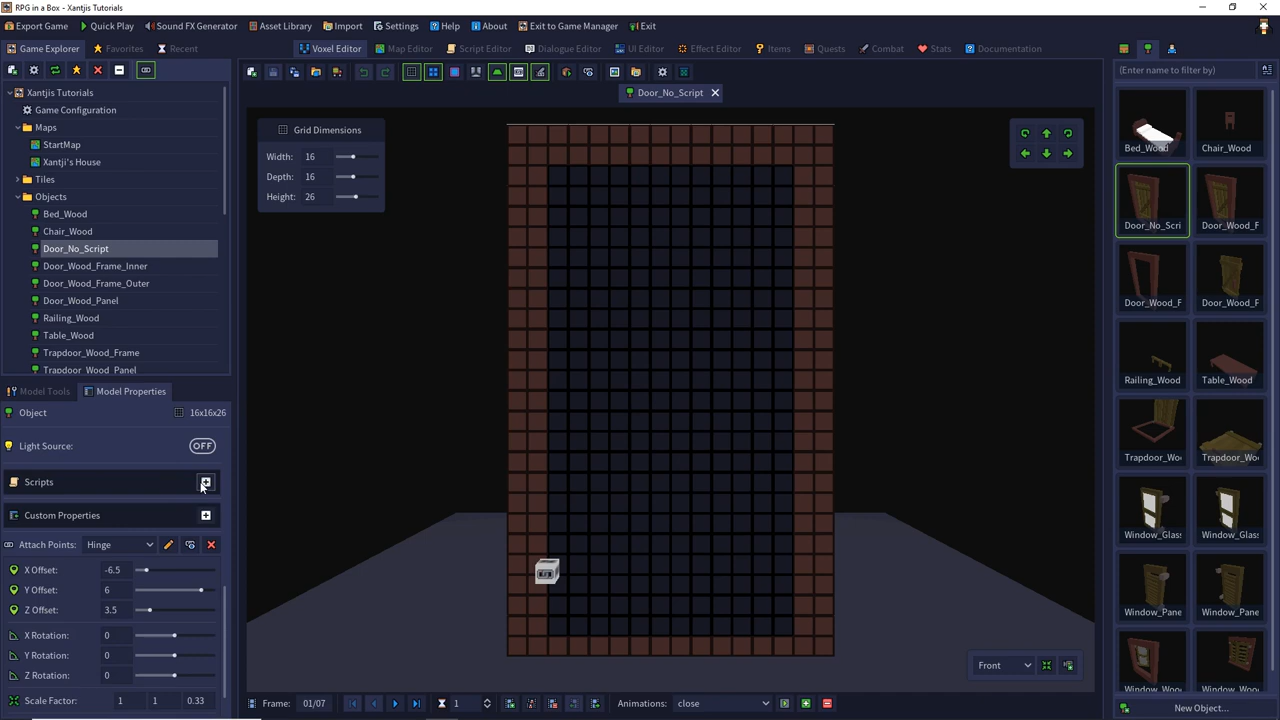 RPG in a Box - Xantjis Tutorials
Export Game Quick Play Sound FX Generator Asset Library Import Settings Help About Exit to Game Manager Exit
Game Explorer Favorites Recent Voxel Editor Map Editor Script Editor Dialogue Editor UI Editor Effect Editor Items Quests Combat Stats Documentation
(Enter name to filter by)
Door_No_Script
Xantjis Tutorials
Game Configuration
Maps
StartMap
Xantji's House
Tiles
Objects
Bed_Wood
Chair_Wood
Door_No_Script
Door_Wood_Frame_Inner
Door_Wood_Frame_Outer
Door_Wood_Panel
Railing_Wood
Table_Wood
Trapdoor_Wood_Frame
Trapdoor_Wood_Panel
Model Tools Model Properties
Object 16x16x26
Light Source: OFF
Scripts
Custom Properties
Attach Points: Hinge
X Offset: -6.5
Y Offset: 6
Z Offset: 3.5
X Rotation: 0
Y Rotation: 0
Z Rotation: 0
Scale Factor: 1 1 0.33
Grid Dimensions
Width: 16
Depth: 16
Height: 26
Front
Frame: 01/07 1 Animations: close
Bed_Wood Chair_Wood
Door_No_Scri Door_Wood_F
Door_Wood_F Door_Wood_F
Railing_Wood Table_Wood
Trapdoor_Wo Trapdoor_Wo
Window_Glas Window_Glas
Window_Pane Window_Pane
Window_Woo Window_Woo
New Object...